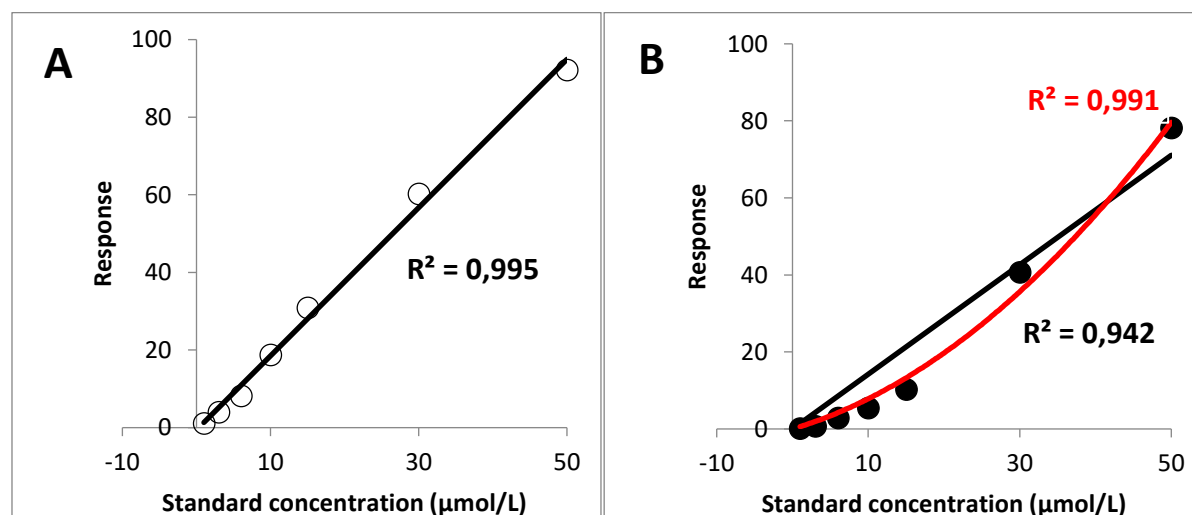 A
100
80
60
40
20
0
-10
10
30
50
Response
Standard concentration (µmol/L)
R² = 0,995
B
100
80
60
40
20
0
-10
10
30
50
Response
Standard concentration (µmol/L)
R² = 0,991
R² = 0,942